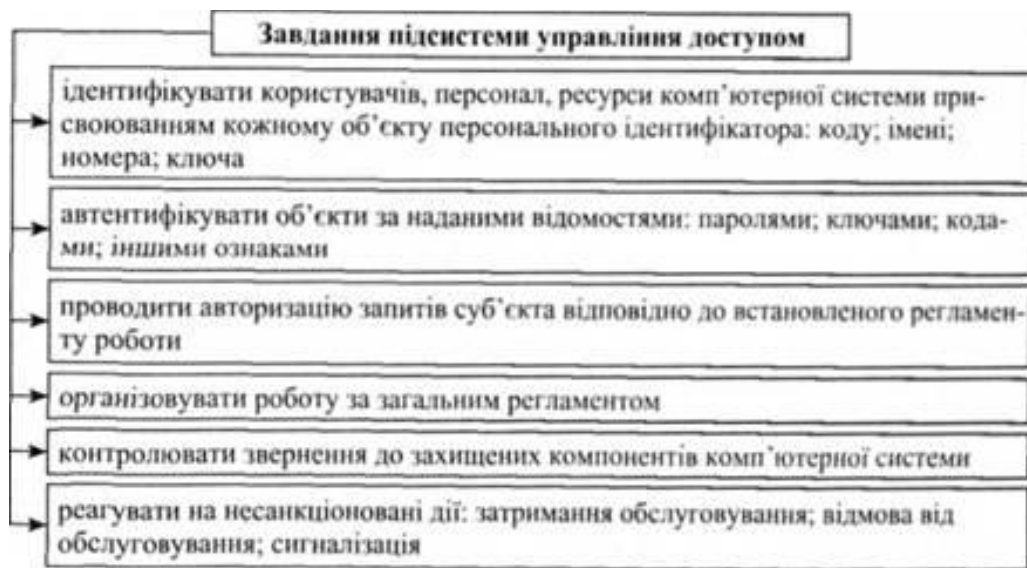 Завдання підсистеми управління доступом
ідентифікувати користувачів, персонал, ресурси комп’ютерної системи при-
своюванням кожному об’єкту персонального ідентифікатора: коду; імені;
номера; ключа
автентифікувати об’єкти за наданими відомостями: паролями; ключами; кода-
ми; іншими ознаками
проводити авторизацію запитів суб’єкта відповідно до встановленого регламен-
ту роботи
організовувати роботу за загальним регламентом
контролювати звернення до захищених компонентів комп’ютерної системи
реагувати на несанкціоновані дії: затримання обслуговування; відмова від
обслуговування; сигналізація